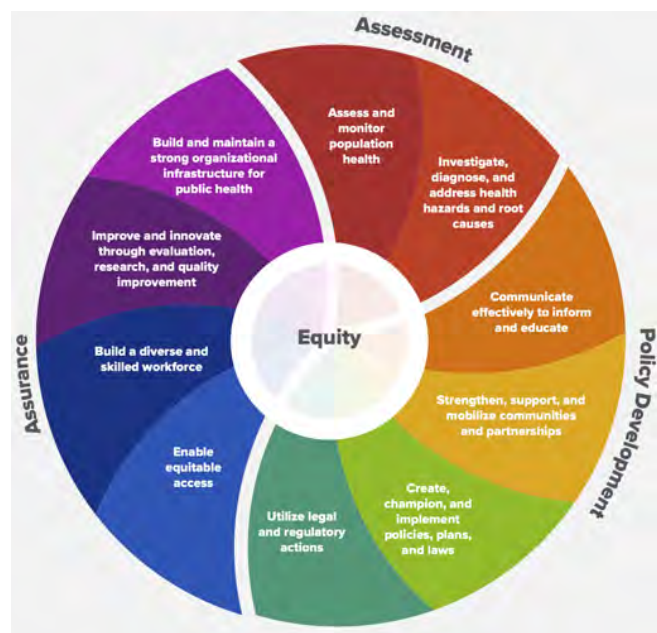 Assessment
Assess and
monitor
population
health
Investigate,
diagnose, and
address health
hazards and root
causes
Policy Development
Communicate
effectively to inform
and educate
Strengthen, support, and
mobilize communities
and partnerships
Create,
champion, and
implement
policies, plans,
and laws
Utilize legal
and regulatory
actions
Assurance
Enable
equitable
access
Build a diverse and
skilled workforce
Improve and innovate
through evaluation,
research, and quality
improvement
Build and maintain a
strong organizational
infrastructure for
public health
Equity